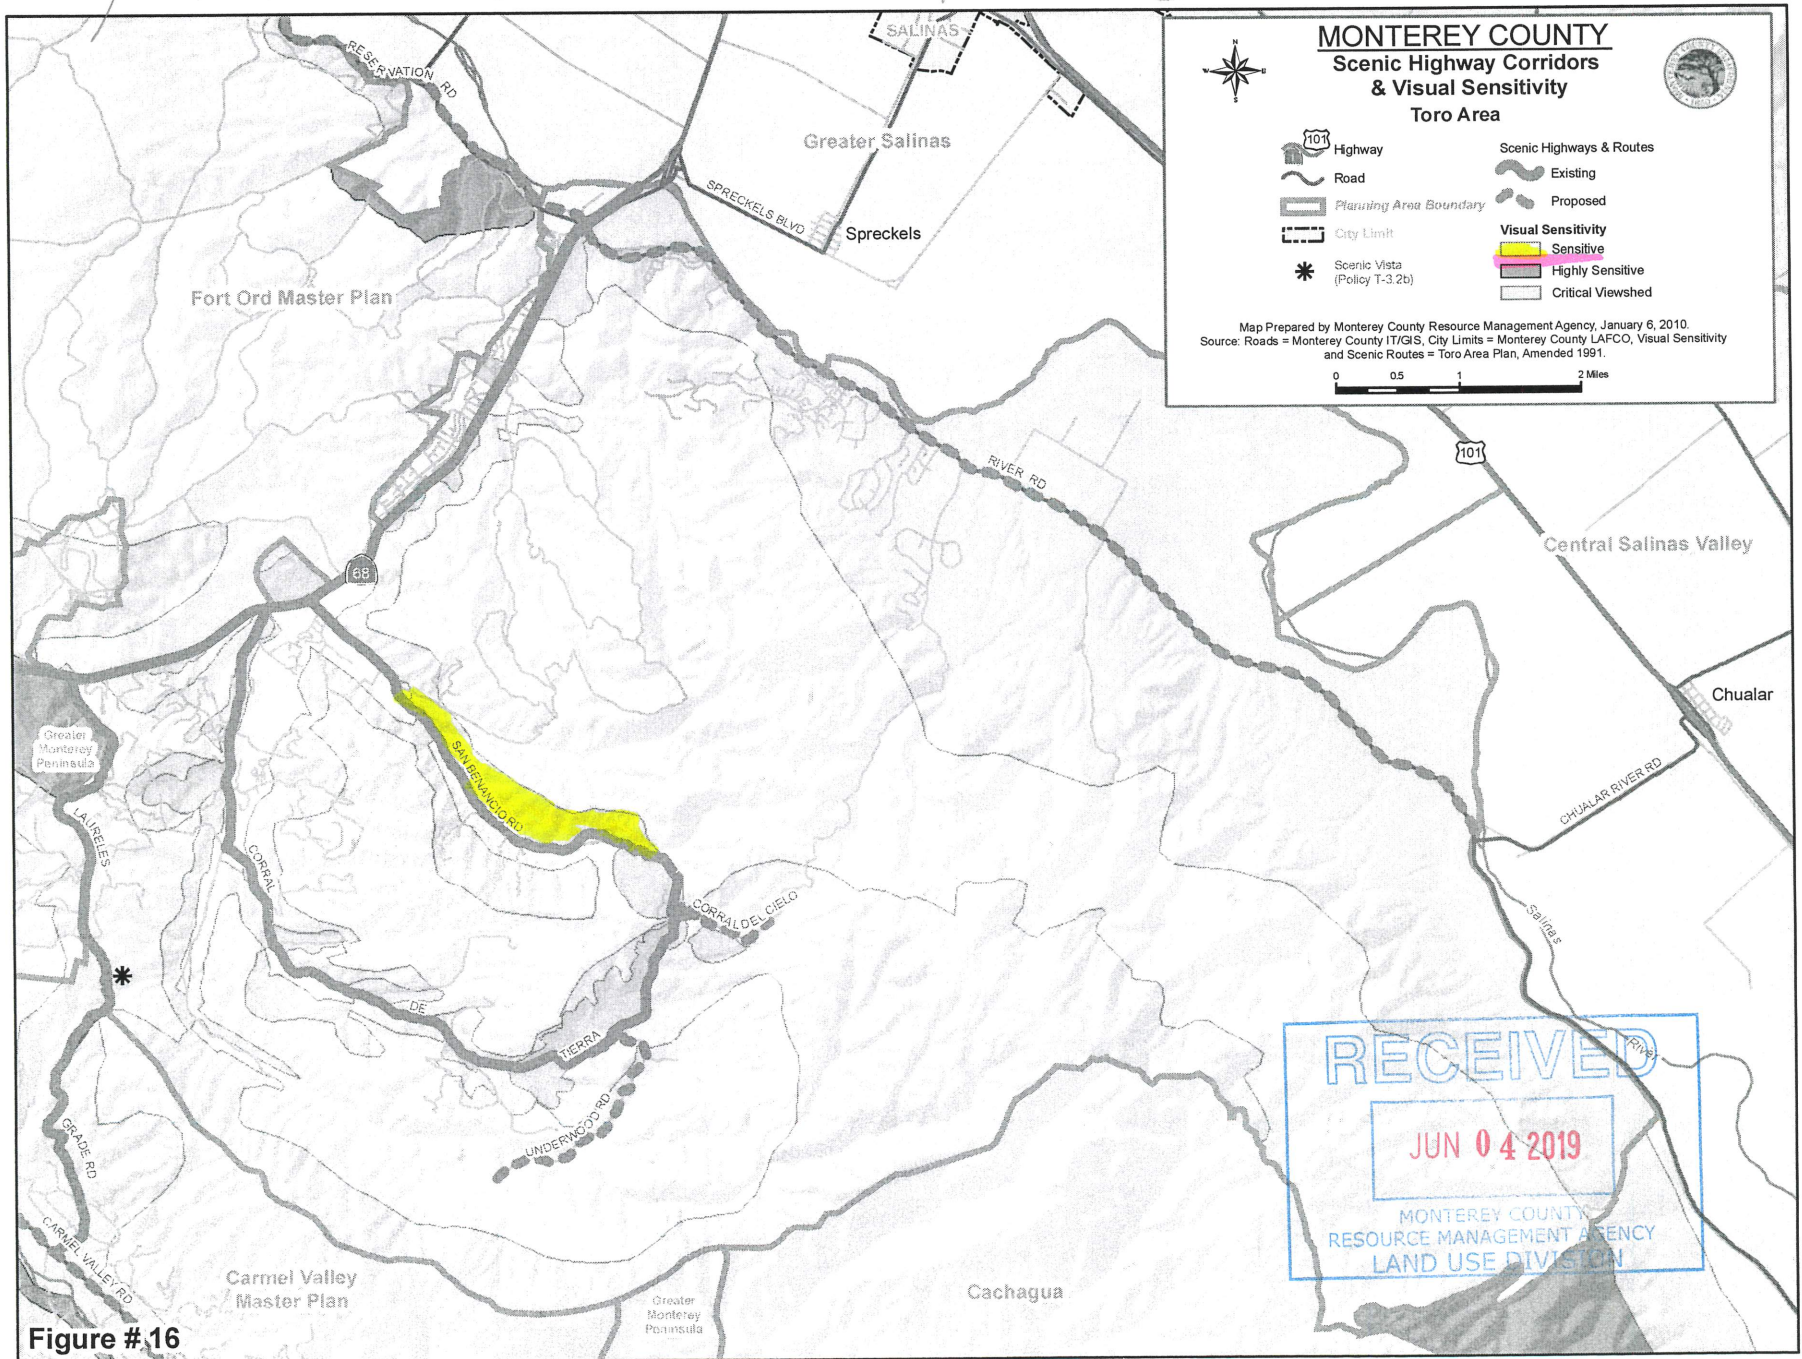 MONTEREY COUNTY
Scenic Highway Corridors
& Visual Sensitivity
Toro Area
N
W
S
101
Highway
Road
Planning Area Boundary
City Limit
Scenic Vista
(Policy T-3.2b)
Scenic Highways & Routes
Existing
Proposed
Visual Sensitivity
Sensitive
Highly Sensitive
Critical Viewshed
Map Prepared by Monterey County Resource Management Agency, January 6, 2010.
Source: Roads = Monterey County IT/GIS, City Limits = Monterey County LAFCO, Visual Sensitivity
and Scenic Routes = Toro Area Plan, Amended 1991.
0 0.5 1 2 Miles
SALINAS
RESERVATION RD
Greater Salinas
SPRECKELS BLVD
Spreckels
Fort Ord Master Plan
RIVER RD
101
Central Salinas Valley
68
Chualar
Greater
Monterey
Peninsula
SAN BENANCIO RD
CHUALAR RIVER RD
LAURELES
CORRAL
CORRAL DEL CIELO
Salinas
DE
TIERRA
River
UNDERWOOD RD
GRADE RD
CARMEL VALLEY RD
Carmel Valley
Master Plan
Greater
Monterey
Peninsula
Cachagua
RECEIVED
JUN 04 2019
MONTEREY COUNTY
RESOURCE MANAGEMENT AGENCY
LAND USE DIVISION
Figure # 16